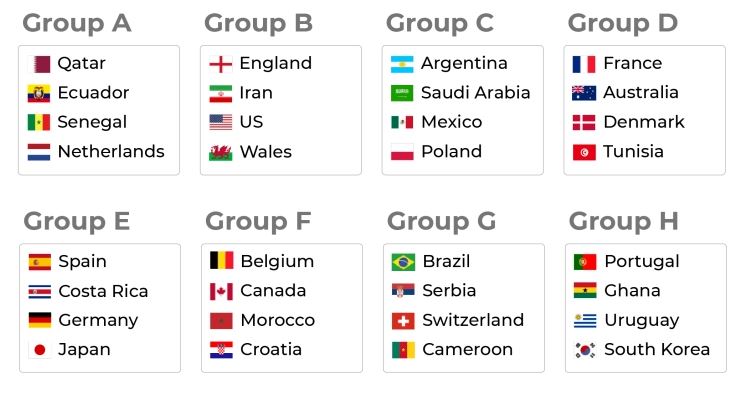 Group A
Qatar
Ecuador
Senegal
Netherlands
Group B
England
Iran
US
Wales
Group C
Argentina
Saudi Arabia
Mexico
Poland
Group D
France
Australia
Denmark
Tunisia
Group E
Spain
Costa Rica
Germany
Japan
Group F
Belgium
Canada
Morocco
Croatia
Group G
Brazil
Serbia
Switzerland
Cameroon
Group H
Portugal
Ghana
Uruguay
South Korea